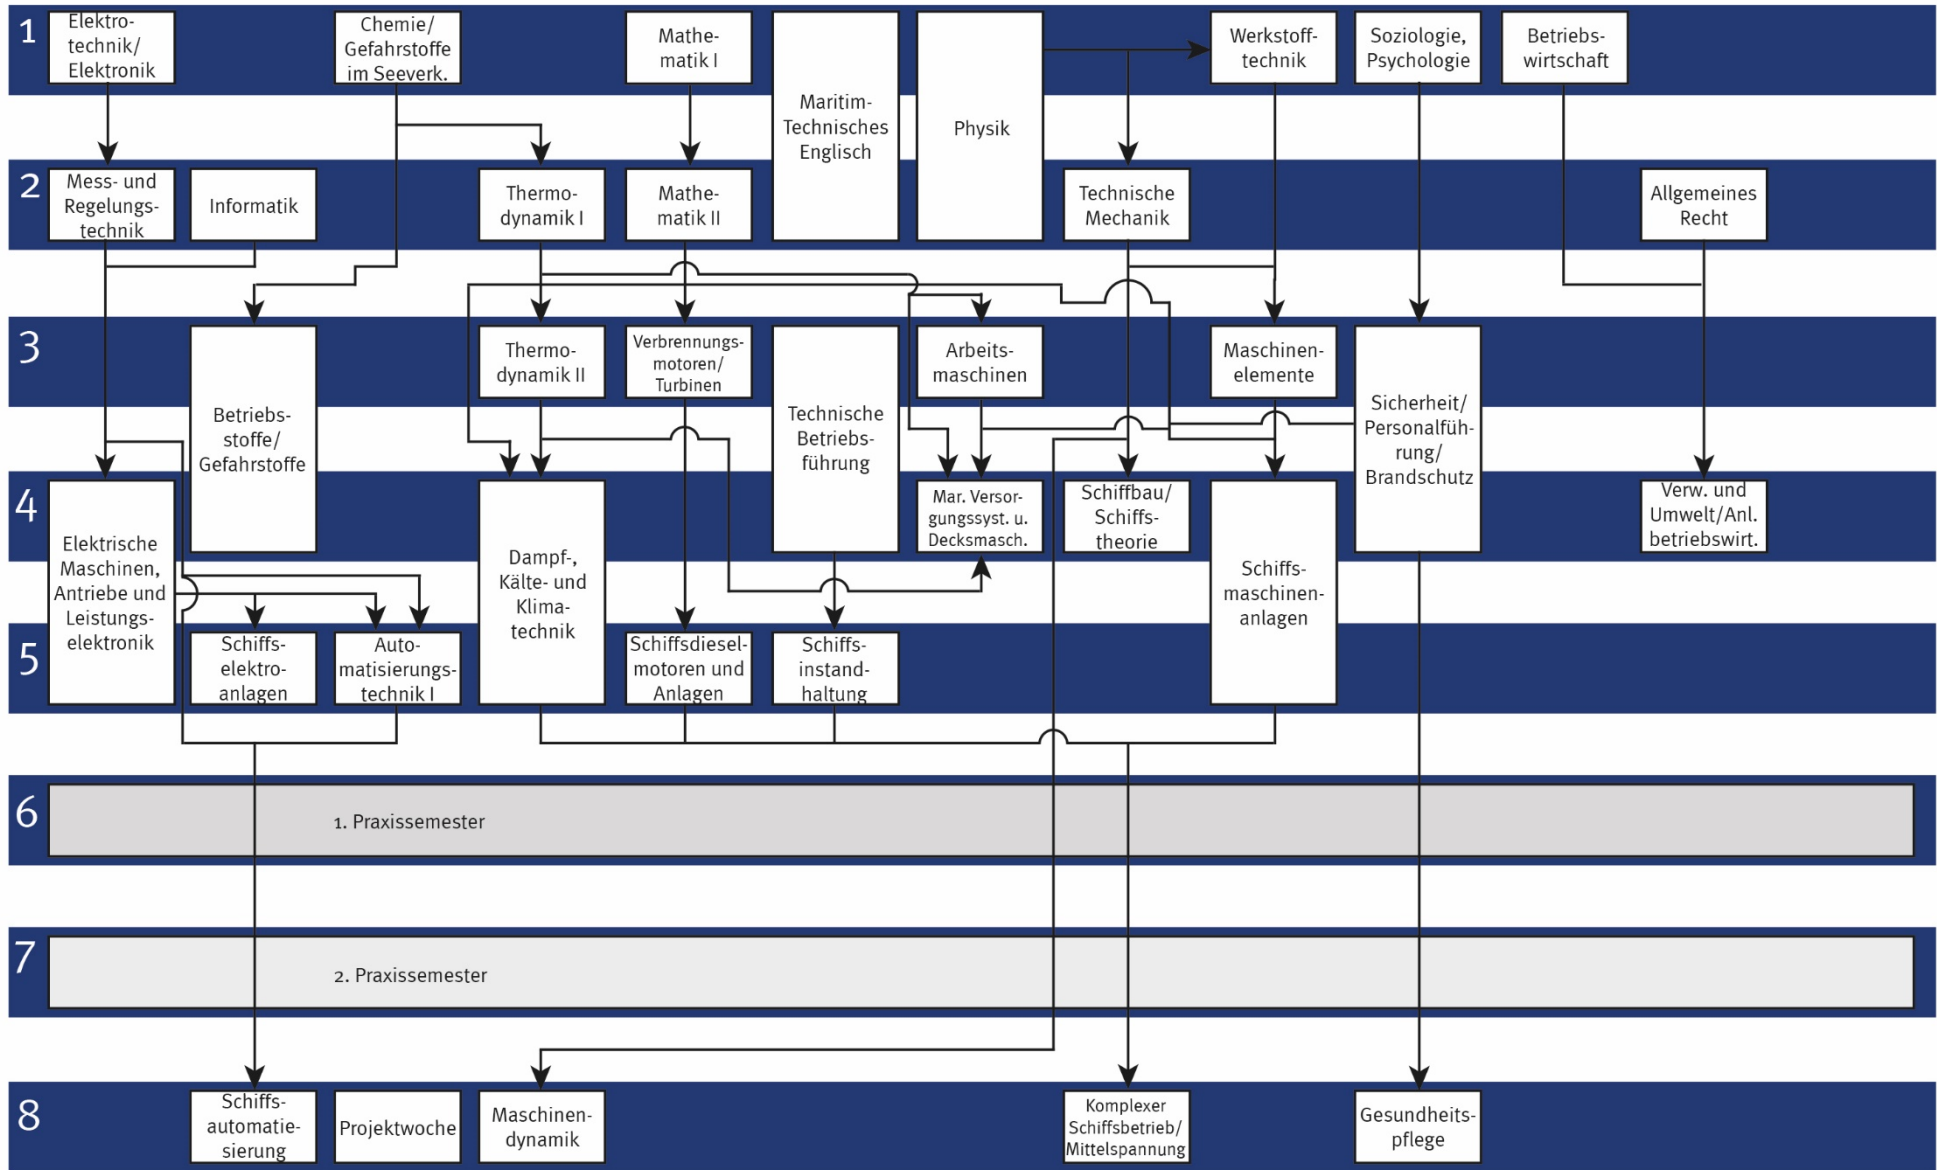 1
Elektro-
technik/
Elektronik
Chemie/
Gefahrstoffe
im Seeverk.
Mathe-
matik I
Maritim-
Technisches
Englisch
Physik
Werkstoff-
technik
Soziologie,
Psychologie
Betriebs-
wirtschaft
2
Mess- und
Regelungs-
technik
Informatik
Thermo-
dynamik I
Mathe-
matik II
Technische
Mechanik
Allgemeines
Recht
3
Betriebs-
stoffe/
Gefahrstoffe
Thermo-
dynamik II
Verbrennungs-
motoren/
Turbinen
Technische
Betriebs-
führung
Arbeits-
maschinen
Maschinen-
elemente
Sicherheit/
Personalfüh-
rung/
Brandschutz
4
Elektrische
Maschinen,
Antriebe und
Leistungs-
elektronik
Dampf-,
Kälte- und
Klima-
technik
Mar. Versor-
gungssyst. u.
Decksmasch.
Schiffbau/
Schiffs-
theorie
Schiffs-
maschinen-
anlagen
Verw. und
Umwelt/Anl.
betriebswirt.
5
Schiffs-
elektro-
anlagen
Auto-
matisierungs-
technik I
Schiffsdiesel-
motoren und
Anlagen
Schiffs-
instand-
haltung
6
1. Praxissemester
7
2. Praxissemester
8
Schiffs-
automatie-
sierung
Projektwoche
Maschinen-
dynamik
Komplexer
Schiffsbetrieb/
Mittelspannung
Gesundheits-
pflege